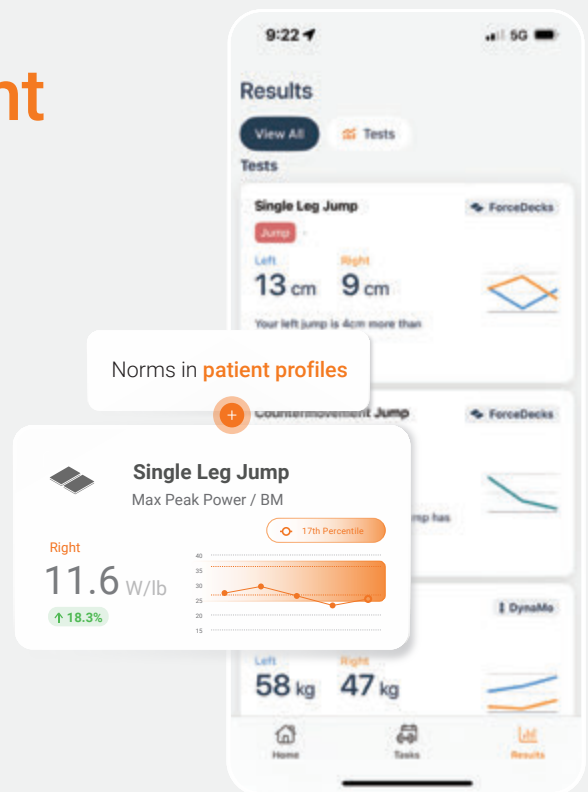 nt
9:22
5G
Results
View All
Tests
Tests
Single Leg Jump
ForceDecks
Jump
Left
Right
13 cm
9 cm
Your left jump is 4cm more than
Norms in patient profiles
+
Countermovement Jump
ForceDecks
Single Leg Jump
Max Peak Power / BM
17th Percentile
Right
11.6 W/lb
↑ 18.3%
40
35
30
25
20
15
has
DynaMo
Left
Right
58 kg
47 kg
Home
Tasks
Results